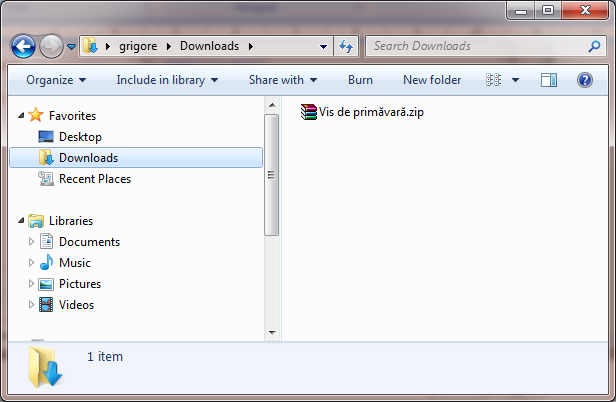 grigore Downloads
Search Downloads
Organize Include in library Share with Burn New folder
Favorites
Desktop
Downloads
Recent Places
Libraries
Documents
Music
Pictures
Videos
Vis de primăvară.zip
1 item